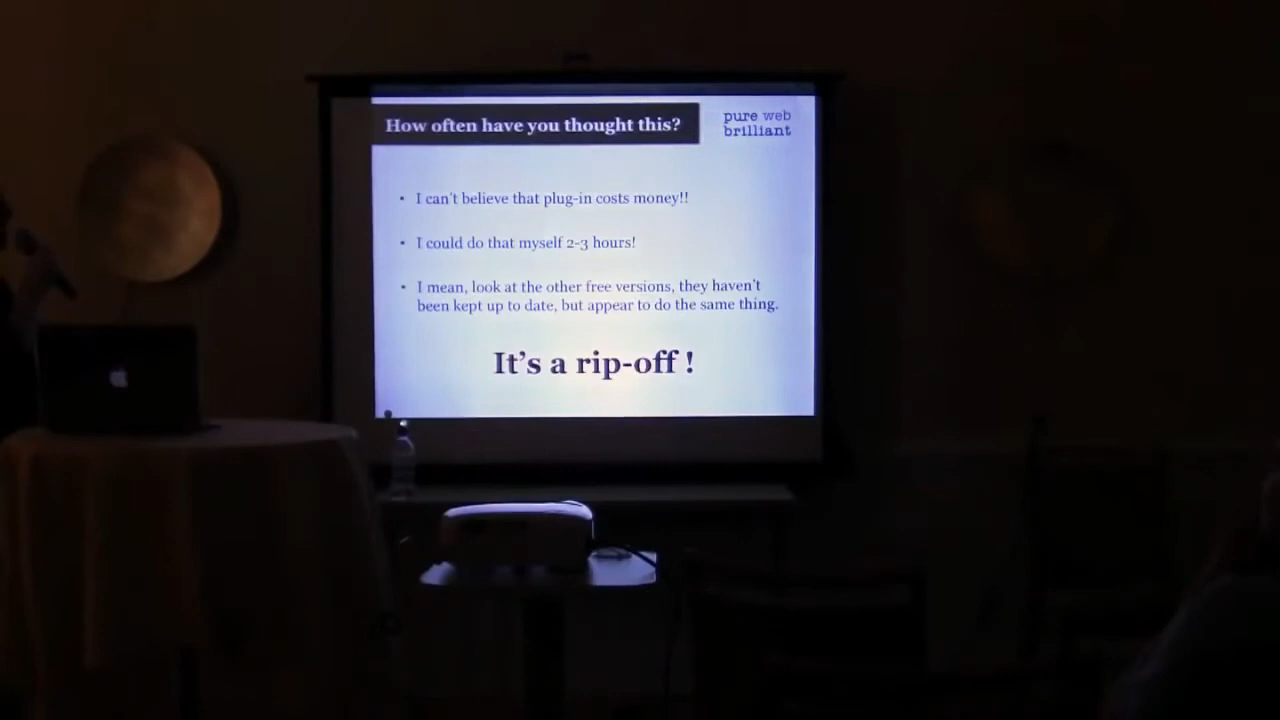 How often have you thought this?
pure web
brilliant
• I can't believe that plug-in costs money!!
• I could do that myself 2-3 hours!
• I mean, look at the other free versions, they haven't
been kept up to date, but appear to do the same thing.
It's a rip-off !